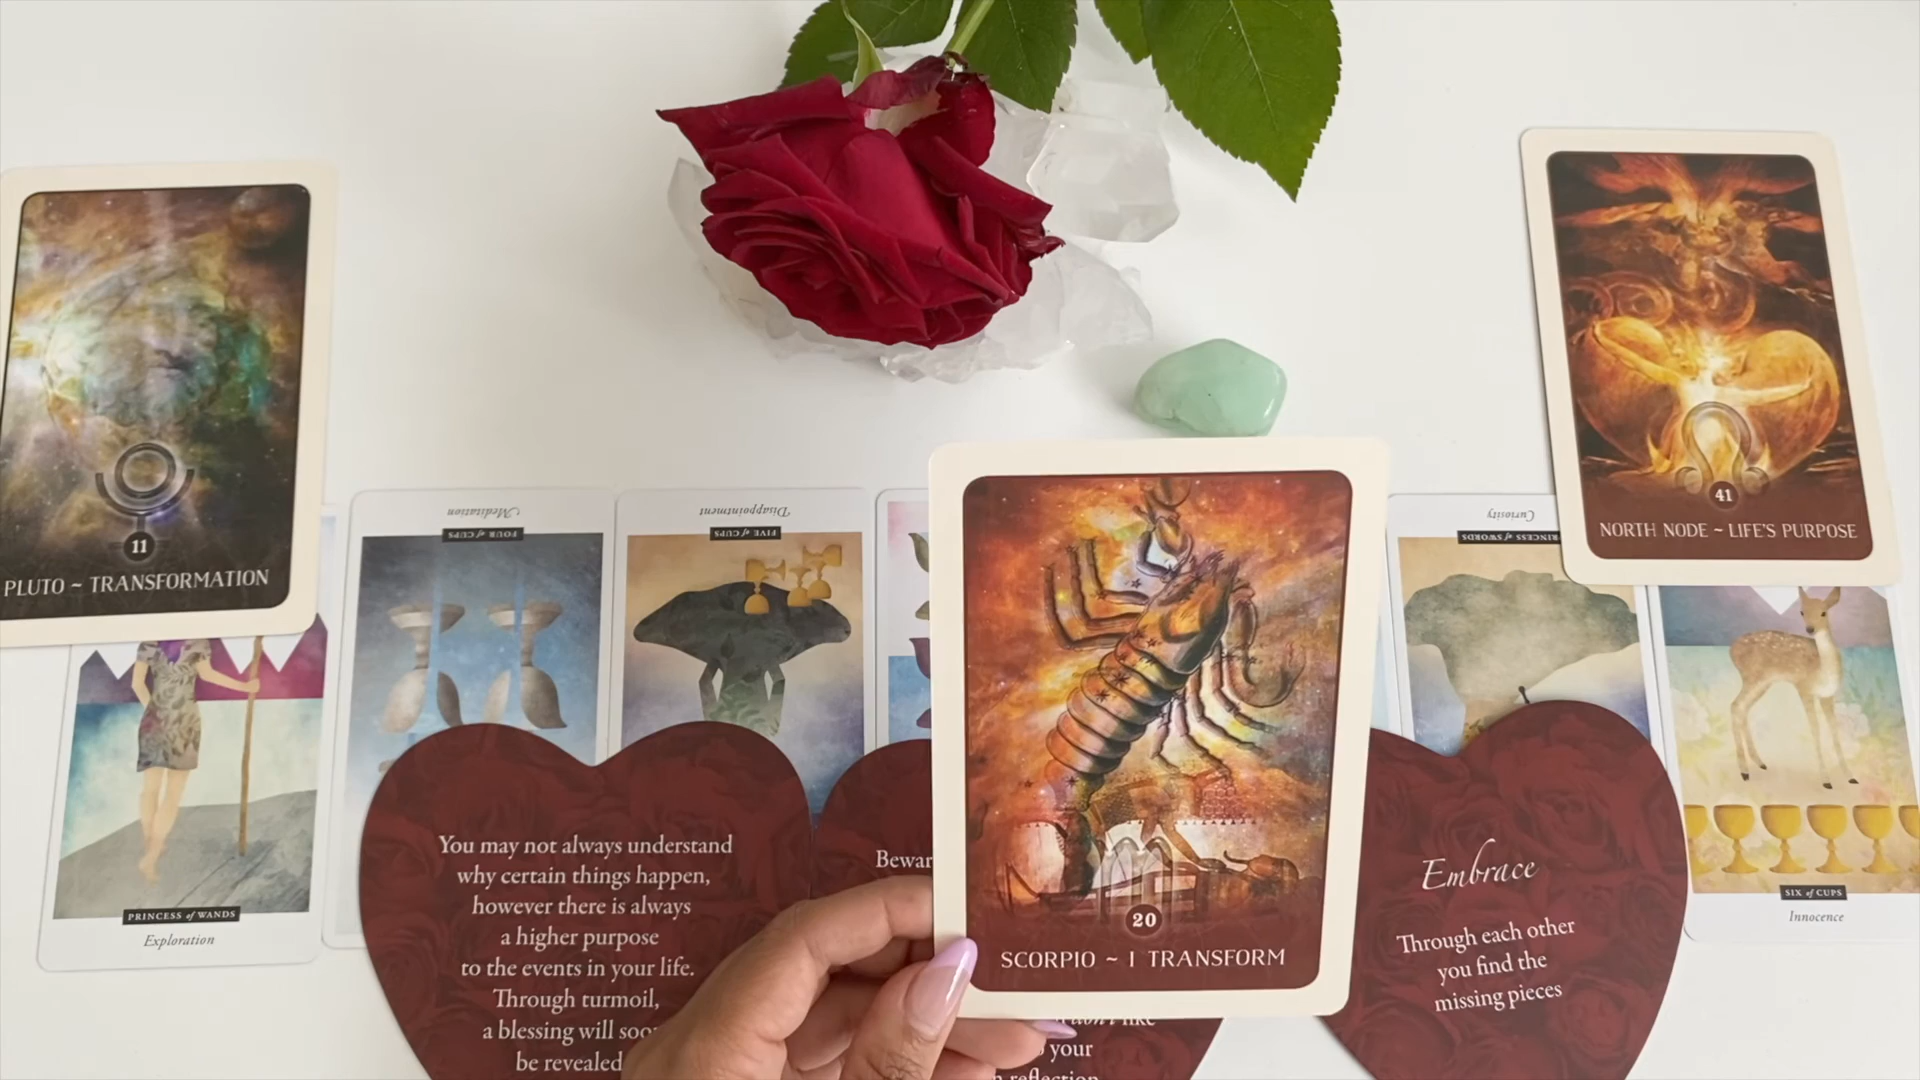 11
PLUTO ~ TRANSFORMATION
41
NORTH NODE ~ LIFE'S PURPOSE
Meditation
FOUR of CUPS
Disappointment
FIVE of CUPS
Curiosity
PRINCESS of SWORDS
PRINCESS of WANDS
Exploration
20
SCORPIO ~ I TRANSFORM
SIX of CUPS
Innocence
You may not always understand
why certain things happen,
however there is always
a higher purpose
to the events in your life.
Through turmoil,
a blessing will
be revealed
Embrace
Through each other
you find the
missing pieces
like
your
reflection